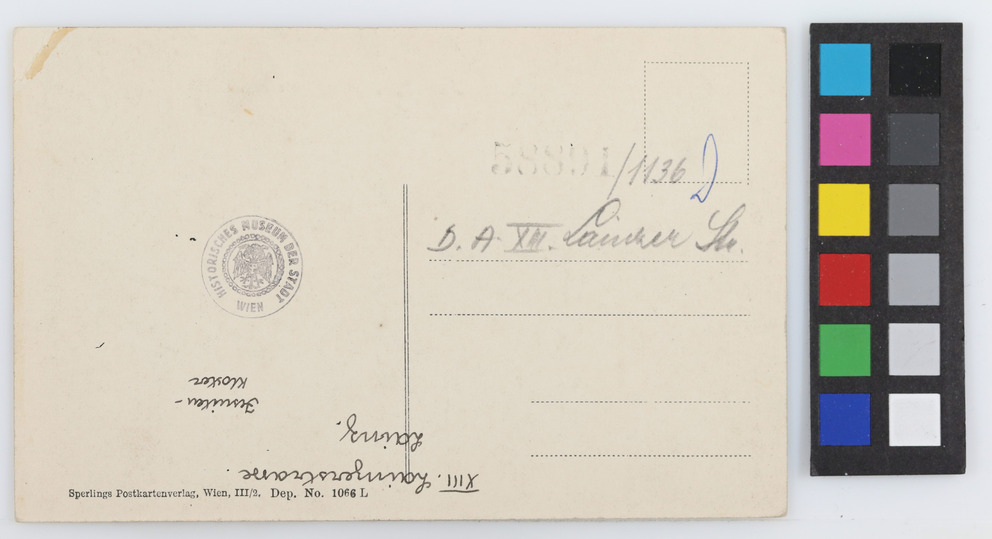 58891/1136 D
B. A. XIII. Lainzer Str.
HISTORISCHES MUSEUM DER STADT
WIEN
XIII. Lainzerstrasse.
Lainz.
Jesuiten-
Kloster
Sperlings Postkartenverlag, Wien, III/2. Dep. No. 1066 L